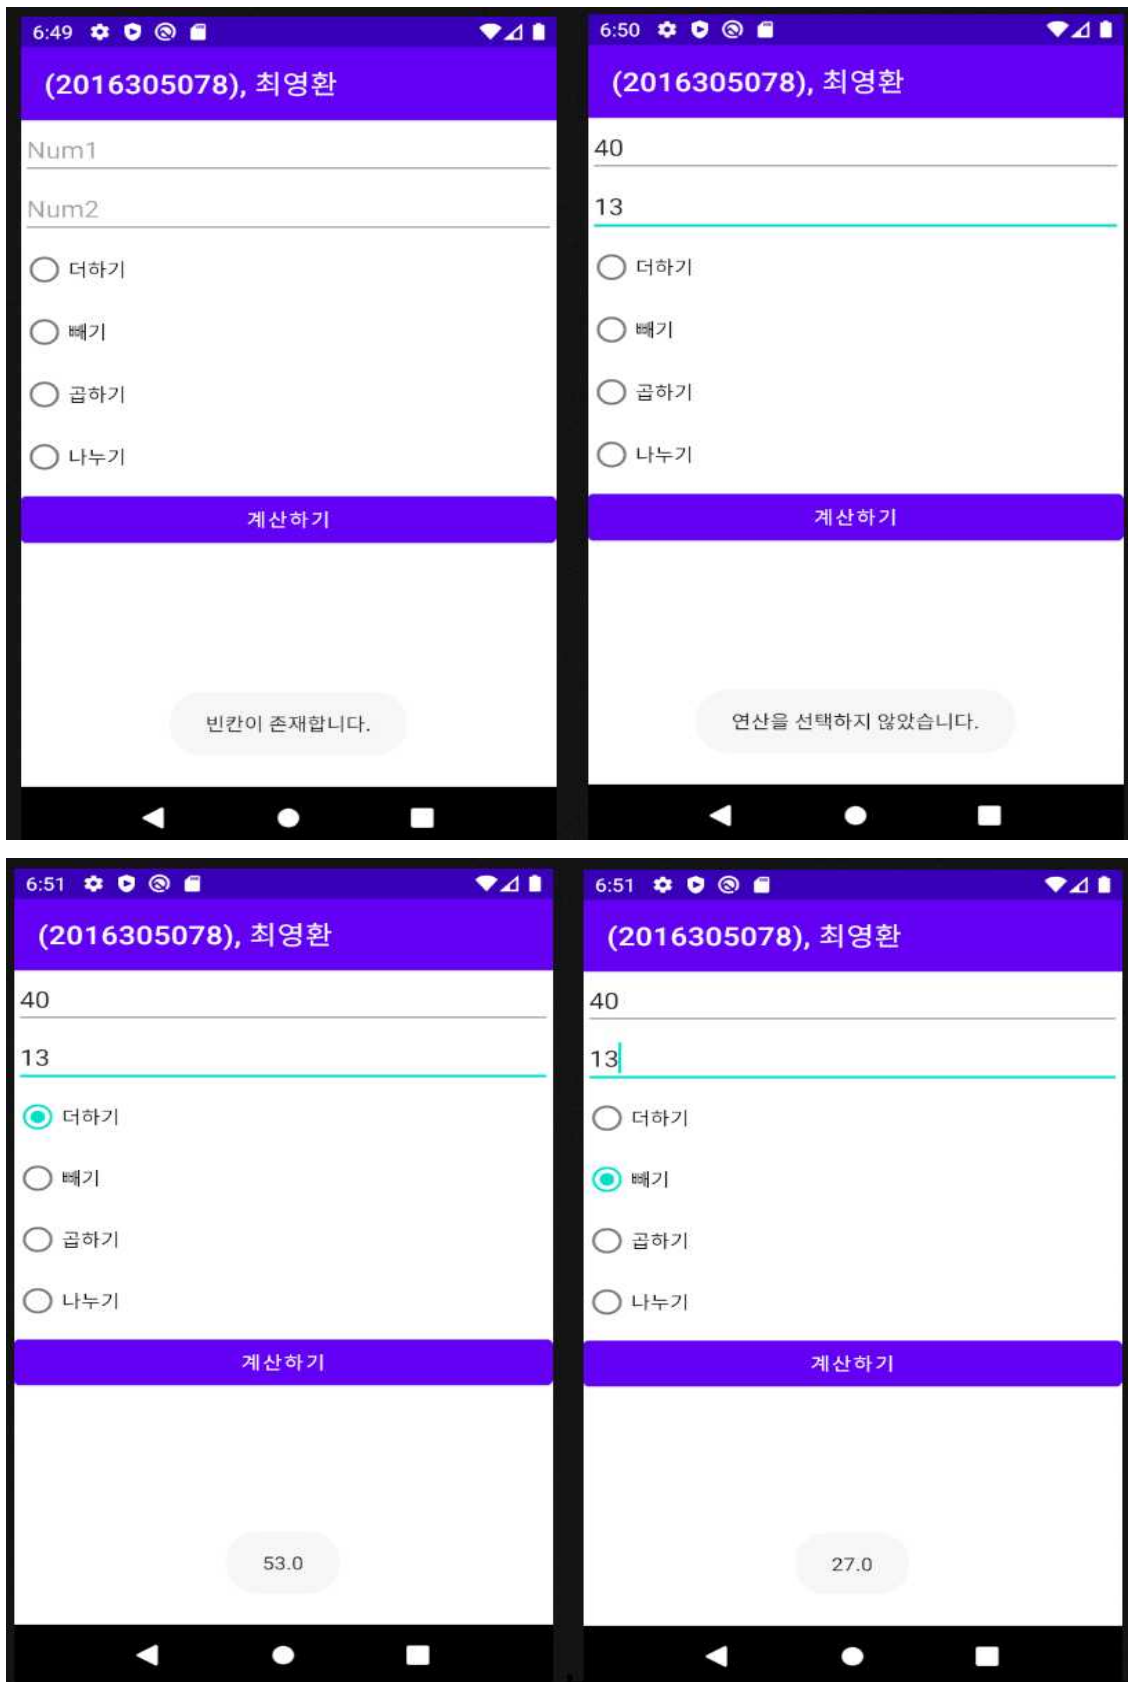 6:49
(2016305078), 최영환
Num1
Num2
더하기
빼기
곱하기
나누기
계산하기
빈칸이 존재합니다.
6:50
(2016305078), 최영환
40
13
더하기
빼기
곱하기
나누기
계산하기
연산을 선택하지 않았습니다.
6:51
(2016305078), 최영환
40
13
더하기
빼기
곱하기
나누기
계산하기
53.0
6:51
(2016305078), 최영환
40
13
더하기
빼기
곱하기
나누기
계산하기
27.0